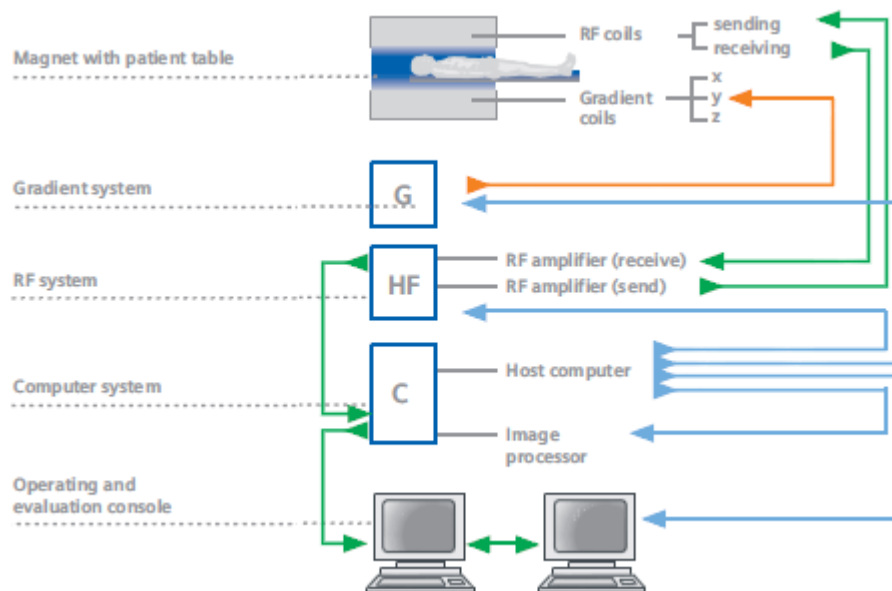 sending
RF coils
receiving
Magnet with patient table
x
Gradient
coils
y
z
Gradient system
G
RF amplifier (receive)
RF system
HF
RF amplifier (send)
Host computer
Computer system
C
Image
processor
Operating and
evaluation console